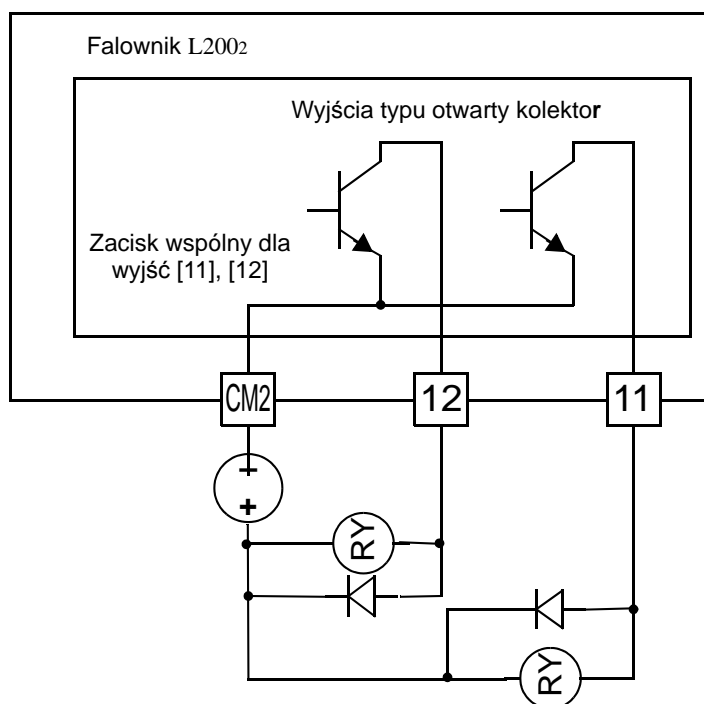 Falownik L2002
Wyjścia typu otwarty kolektor
Zacisk wspólny dla
wyjść [11], [12]
CM2
12
11
+
RY
RY